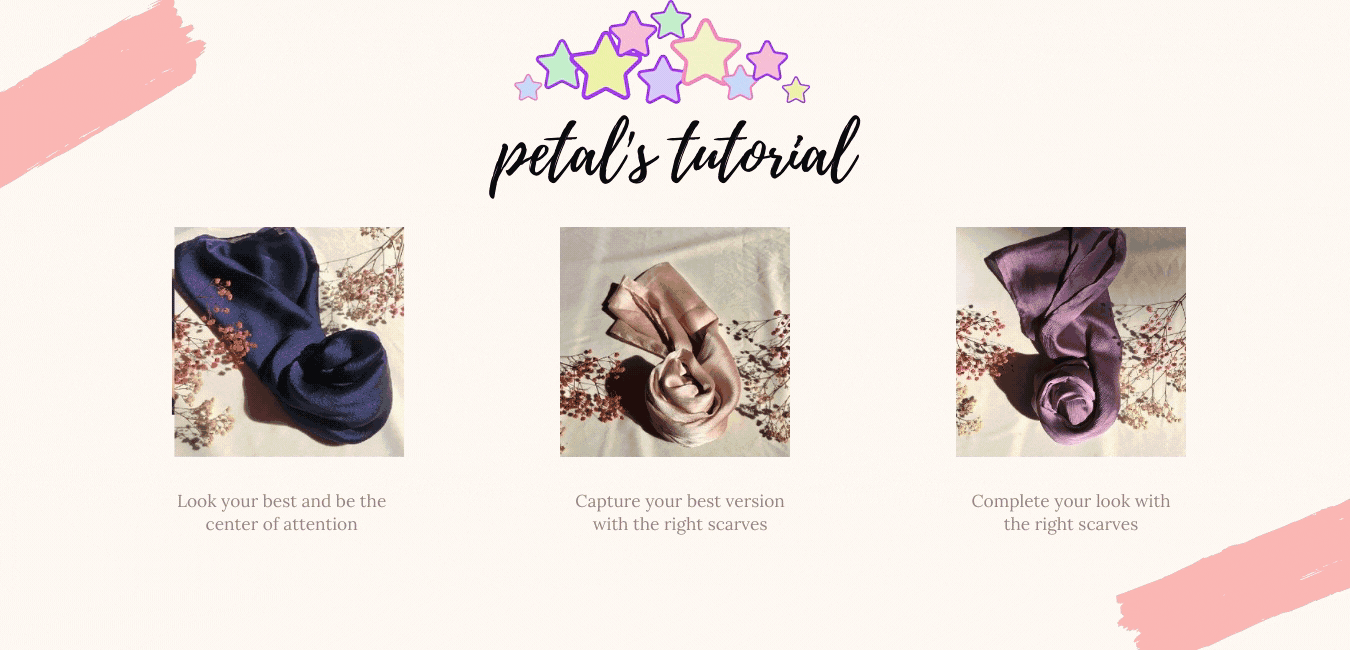 petal's tutorial
Look your best and be the
center of attention
Capture your best version
with the right scarves
Complete your look with
the right scarves